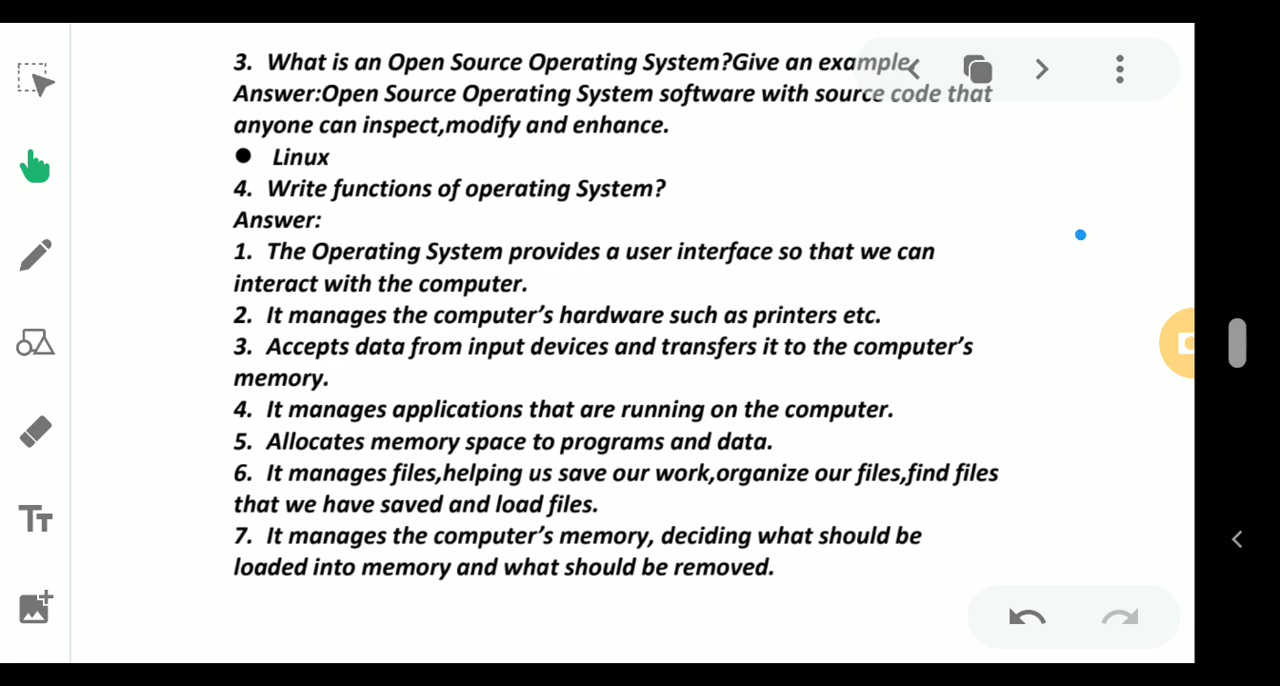 3. What is an Open Source Operating System?Give an example.
Answer:Open Source Operating System software with source code that
anyone can inspect,modify and enhance.
● Linux
4. Write functions of operating System?
Answer:
1. The Operating System provides a user interface so that we can
interact with the computer.
2. It manages the computer’s hardware such as printers etc.
3. Accepts data from input devices and transfers it to the computer’s
memory.
4. It manages applications that are running on the computer.
5. Allocates memory space to programs and data.
6. It manages files,helping us save our work,organize our files,find files
that we have saved and load files.
7. It manages the computer’s memory, deciding what should be
loaded into memory and what should be removed.
TT